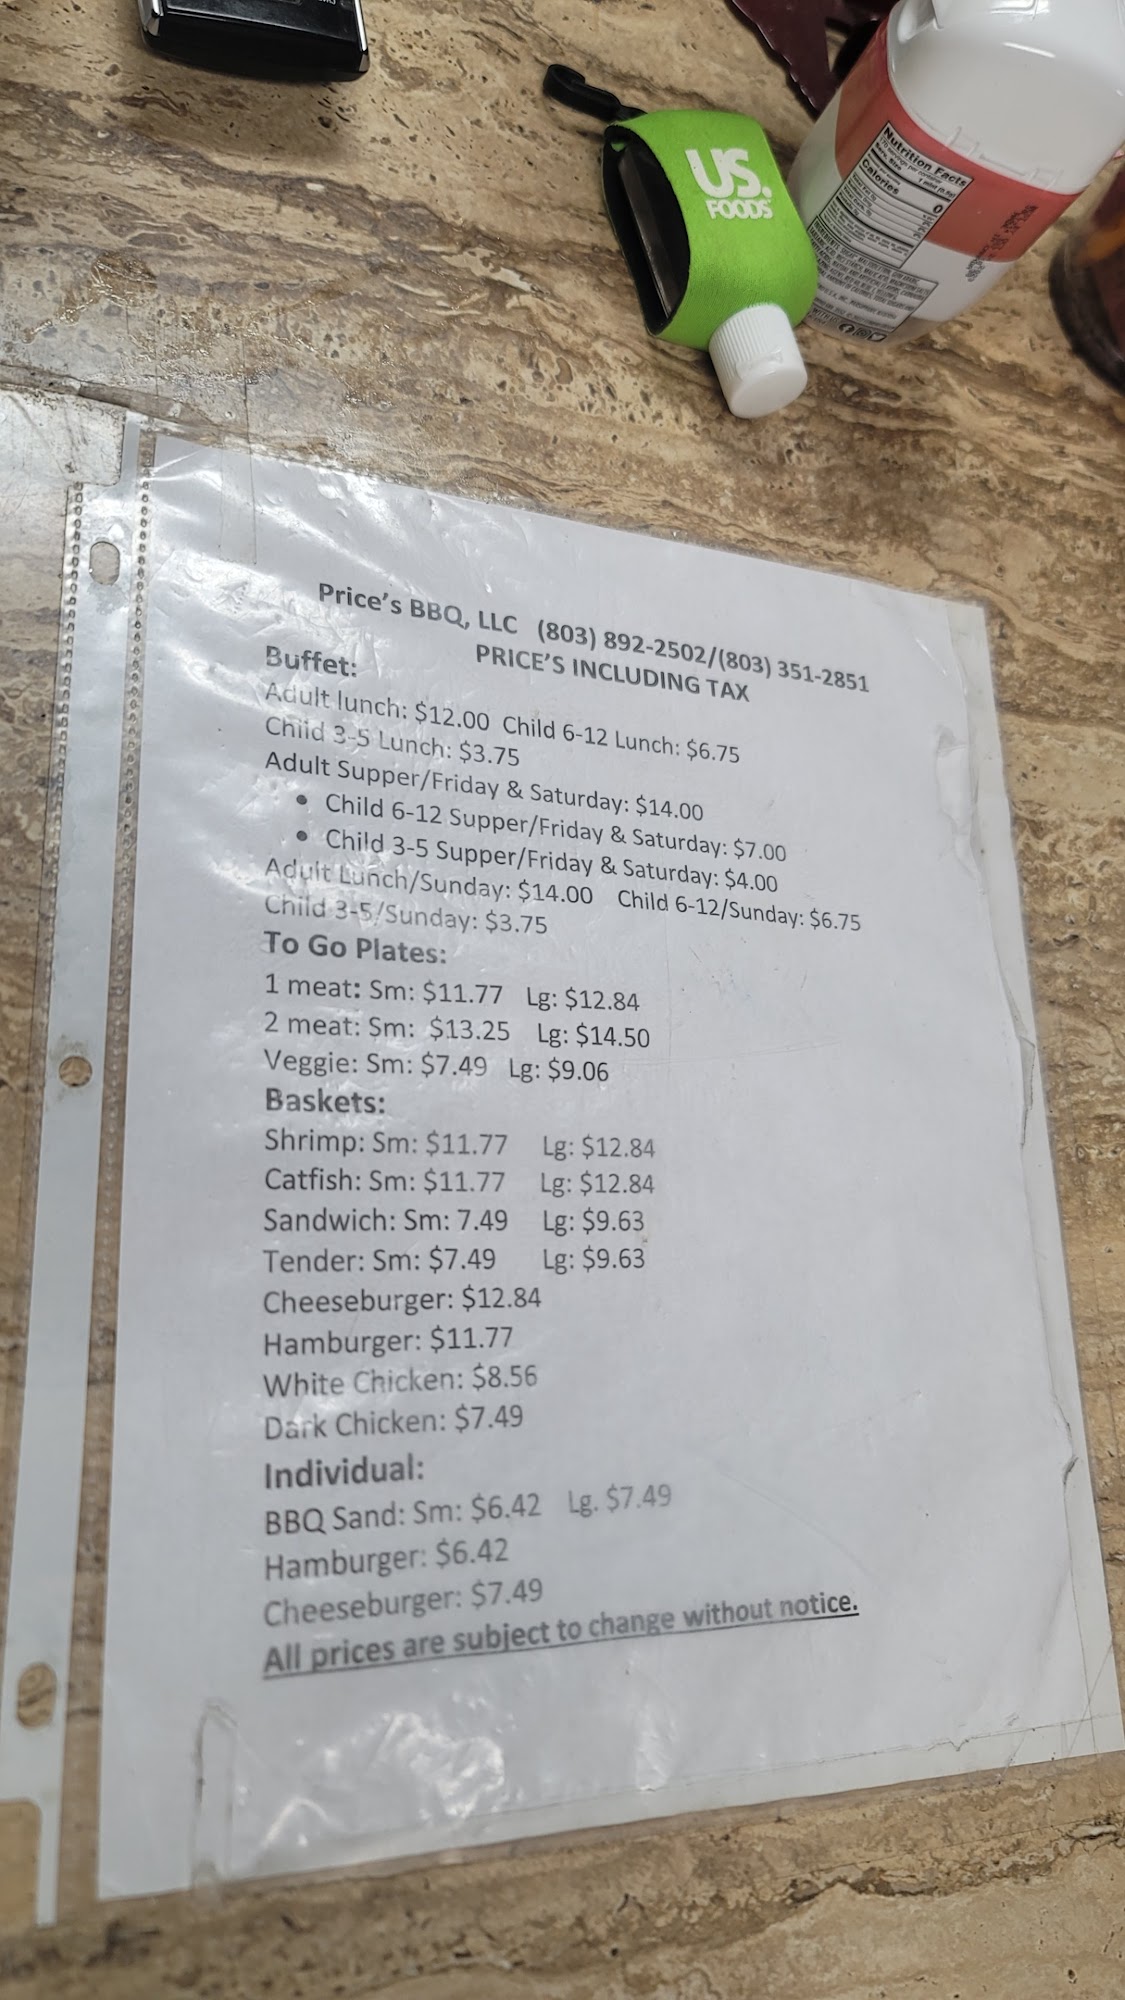 US.
FOODS
Nutrition Facts
Calories 0
Price's BBQ, LLC (803) 892-2502/(803) 351-2851
PRICE'S INCLUDING TAX
Buffet:
Adult lunch: $12.00 Child 6-12 Lunch: $6.75
Child 3-5 Lunch: $3.75
Adult Supper/Friday & Saturday: $14.00
• Child 6-12 Supper/Friday & Saturday: $7.00
• Child 3-5 Supper/Friday & Saturday: $4.00
Adult Lunch/Sunday: $14.00 Child 6-12/Sunday: $6.75
Child 3-5/Sunday: $3.75
To Go Plates:
1 meat: Sm: $11.77 Lg: $12.84
2 meat: Sm: $13.25 Lg: $14.50
Veggie: Sm: $7.49 Lg: $9.06
Baskets:
Shrimp: Sm: $11.77 Lg: $12.84
Catfish: Sm: $11.77 Lg: $12.84
Sandwich: Sm: 7.49 Lg: $9.63
Tender: Sm: $7.49 Lg: $9.63
Cheeseburger: $12.84
Hamburger: $11.77
White Chicken: $8.56
Dark Chicken: $7.49
Individual:
BBQ Sand: Sm: $6.42 Lg. $7.49
Hamburger: $6.42
Cheeseburger: $7.49
All prices are subject to change without notice.